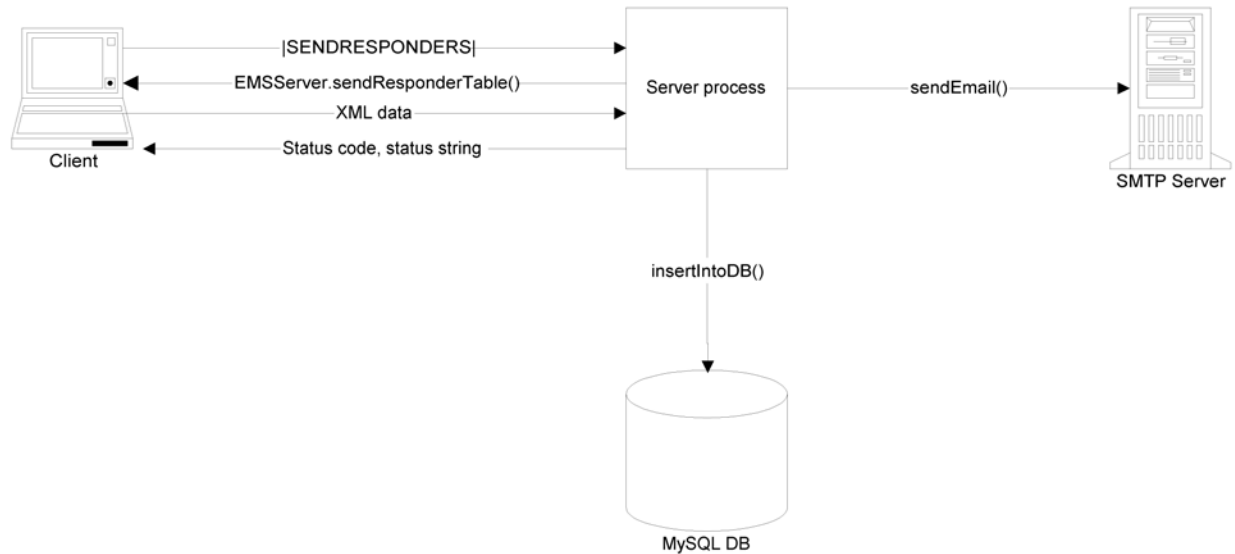 |SENDRESPONDERS|
EMSServer.sendResponderTable()
XML data
Status code, status string
Client
Server process
sendEmail()
SMTP Server
insertIntoDB()
MySQL DB